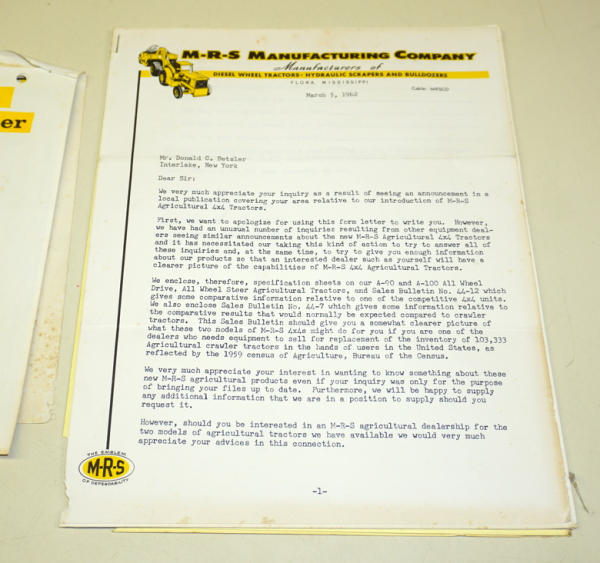 er
M-R-S MANUFACTURING COMPANY
Manufacturers of
DIESEL WHEEL TRACTORS · HYDRAULIC SCRAPERS AND BULLDOZERS
FLORA, MISSISSIPPI
Cable: MRSCO
March 5, 1962
Mr. Donald C. Betzler
Interlake, New York
Dear Sir:
We very much appreciate your inquiry as a result of seeing an announcement in a
local publication covering your area relative to our introduction of M-R-S
Agricultural 4x4 Tractors.
First, we want to apologize for using this form letter to write you. However,
we have had an unusual number of inquiries resulting from other equipment deal-
ers seeing similar announcements about the new M-R-S Agricultural 4x4 Tractors
and it has necessitated our taking this kind of action to try to answer all of
these inquiries and, at the same time, to try to give you enough information
about our products so that an interested dealer such as yourself will have a
clearer picture of the capabilities of M-R-S 4x4 Agricultural Tractors.
We enclose, therefore, specification sheets on our A-90 and A-100 All Wheel
Drive, All Wheel Steer Agricultural Tractors, and Sales Bulletin No. 44-12 which
gives some comparative information relative to one of the competitive 4x4 units.
We also enclose Sales Bulletin No. 44-7 which gives some information relative to
the comparative results that would normally be expected compared to crawler
tractors. This Sales Bulletin should give you a somewhat clearer picture of
what these two models of M-R-S 4x4s might do for you if you are one of the
dealers who needs equipment to sell for replacement of the inventory of 103,333
Agricultural crawler tractors in the hands of users in the United States, as
reflected by the 1959 census of Agriculture, Bureau of the Census.
We very much appreciate your interest in wanting to know something about these
new M-R-S agricultural products even if your inquiry was only for the purpose
of bringing your files up to date. Furthermore, we will be happy to supply
any additional information that we are in a position to supply should you
request it.
However, should you be interested in an M-R-S agricultural dealership for the
two models of agricultural tractors we have available we would very much
appreciate your advices in this connection.
THE EMBLEM
M-R-S
OF DEPENDABILITY
-1-